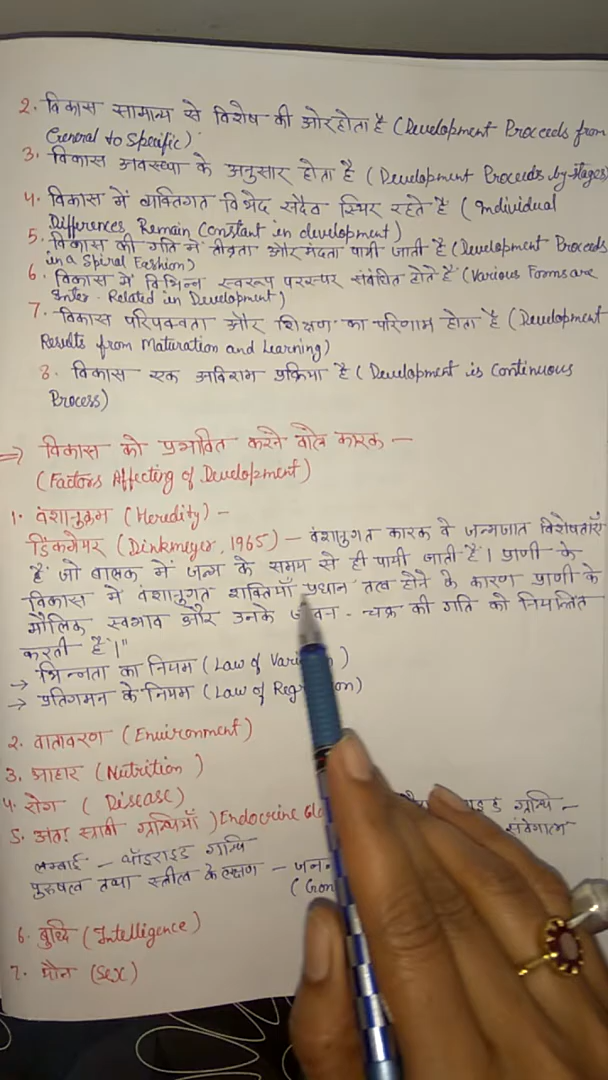 2. विकास सामान्य से विशेष की ओर होता है (Development Proceeds from
General to Specific)
3. विकास अवस्था के अनुसार होता है (Development Proceeds by stages)
4. विकास में व्यक्तिगत विभेद सदैव स्थिर रहते है (Individual
Differences Remain Constant in development)
5. विकास की गति में तीव्रता और मंदता पायी जाती है (Development Proceeds
in a Spiral Fashion)
6. विकास में विभिन्न स्वरूप परस्पर संबंधित होते है (Various Forms are
Inter-Related in Development)
7. विकास परिपक्वता और शिक्षण का परिणाम होता है (Development
Results from Maturation and Learning)
8. विकास एक अविराम प्रक्रिया है (Development is Continuous
Process)
=> विकास को प्रभावित करने वाले कारक -
(Factors Affecting of Development)
1. वंशानुक्रम (Heredity) -
डिंकमेयर (Dinkmeyer, 1965) - वंशानुगत कारक वे जन्मजात विशेषताएँ
हैं जो बालक में जन्म के समय से ही पायी जाती है। प्राणी के
विकास में वंशानुगत शक्तियाँ प्रधान तत्व होने के कारण प्राणी के
मौलिक स्वभाव और उनके - चक्र की गति को नियन्त्रित
करती है।"
→ भिन्नता का नियम (Law of )
→ प्रतिगमन के नियम (Law of )
2. वातावरण (Environment)
3. आहार (Nutrition)
4. रोग (Disease)
5. अंतः स्रावी ग्रन्थियाँ) Endocrine ग्रंथि -
लम्बाई - थॉइराइड ग्रन्थि
पुरुषत्व तथा स्त्रीत्व के लक्षण -
6. बुद्धि (Intelligence)
7. यौन (Sex)